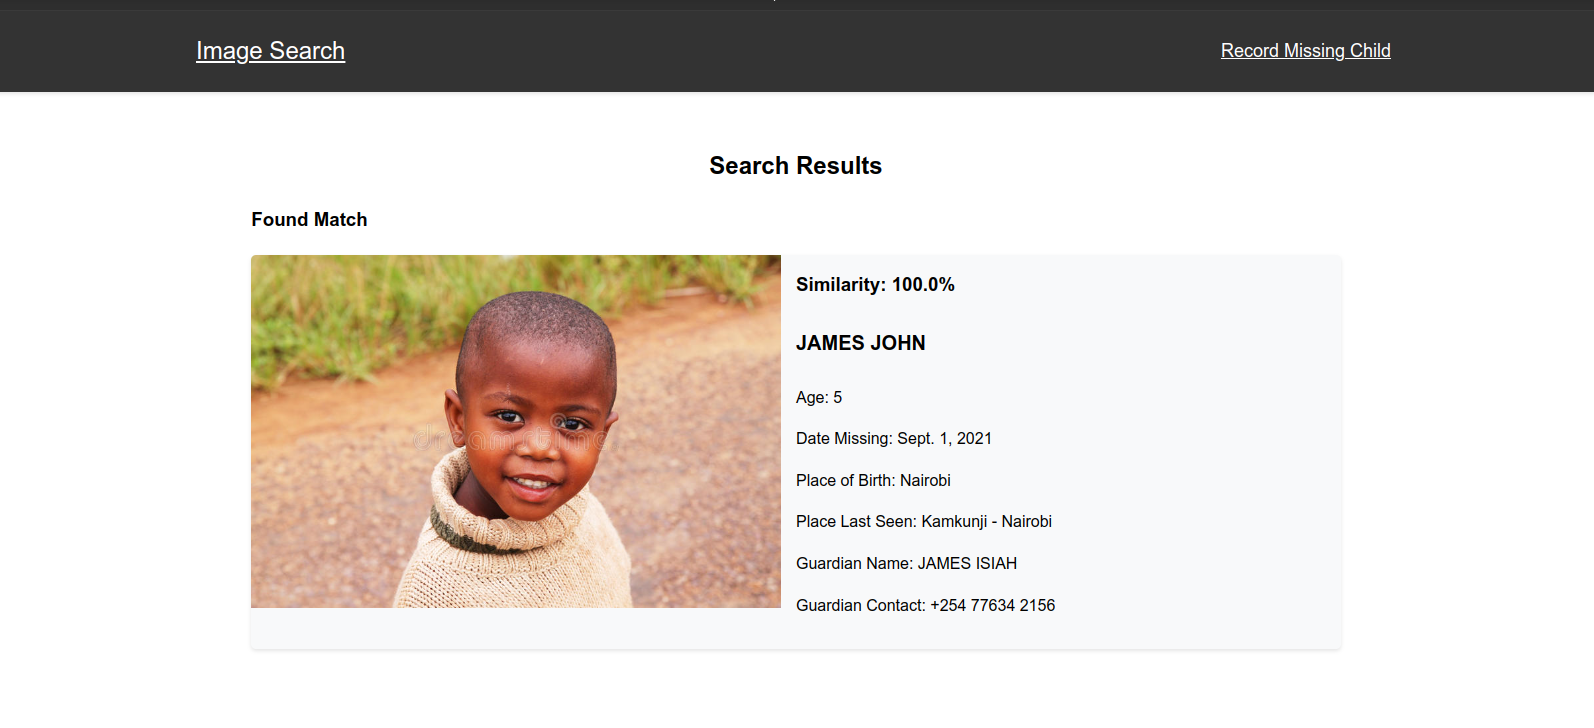 Image Search
Record Missing Child
Search Results
Found Match
dreamstime
Similarity: 100.0%
JAMES JOHN
Age: 5
Date Missing: Sept. 1, 2021
Place of Birth: Nairobi
Place Last Seen: Kamkunji - Nairobi
Guardian Name: JAMES ISIAH
Guardian Contact: +254 77634 2156